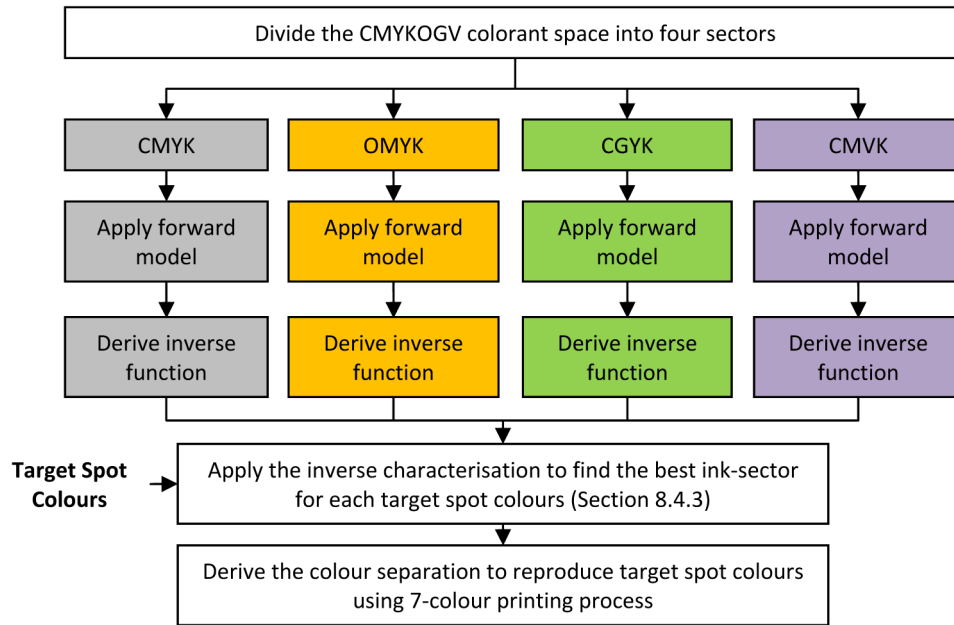 Divide the CMYKOGV colorant space into four sectors
CMYK
OMYK
CGYK
CMVK
Apply forward
model
Apply forward
model
Apply forward
model
Apply forward
model
Derive inverse
function
Derive inverse
function
Derive inverse
function
Derive inverse
function
Target Spot
Colours
Apply the inverse characterisation to find the best ink-sector
for each target spot colours (Section 8.4.3)
Derive the colour separation to reproduce target spot colours
using 7-colour printing process